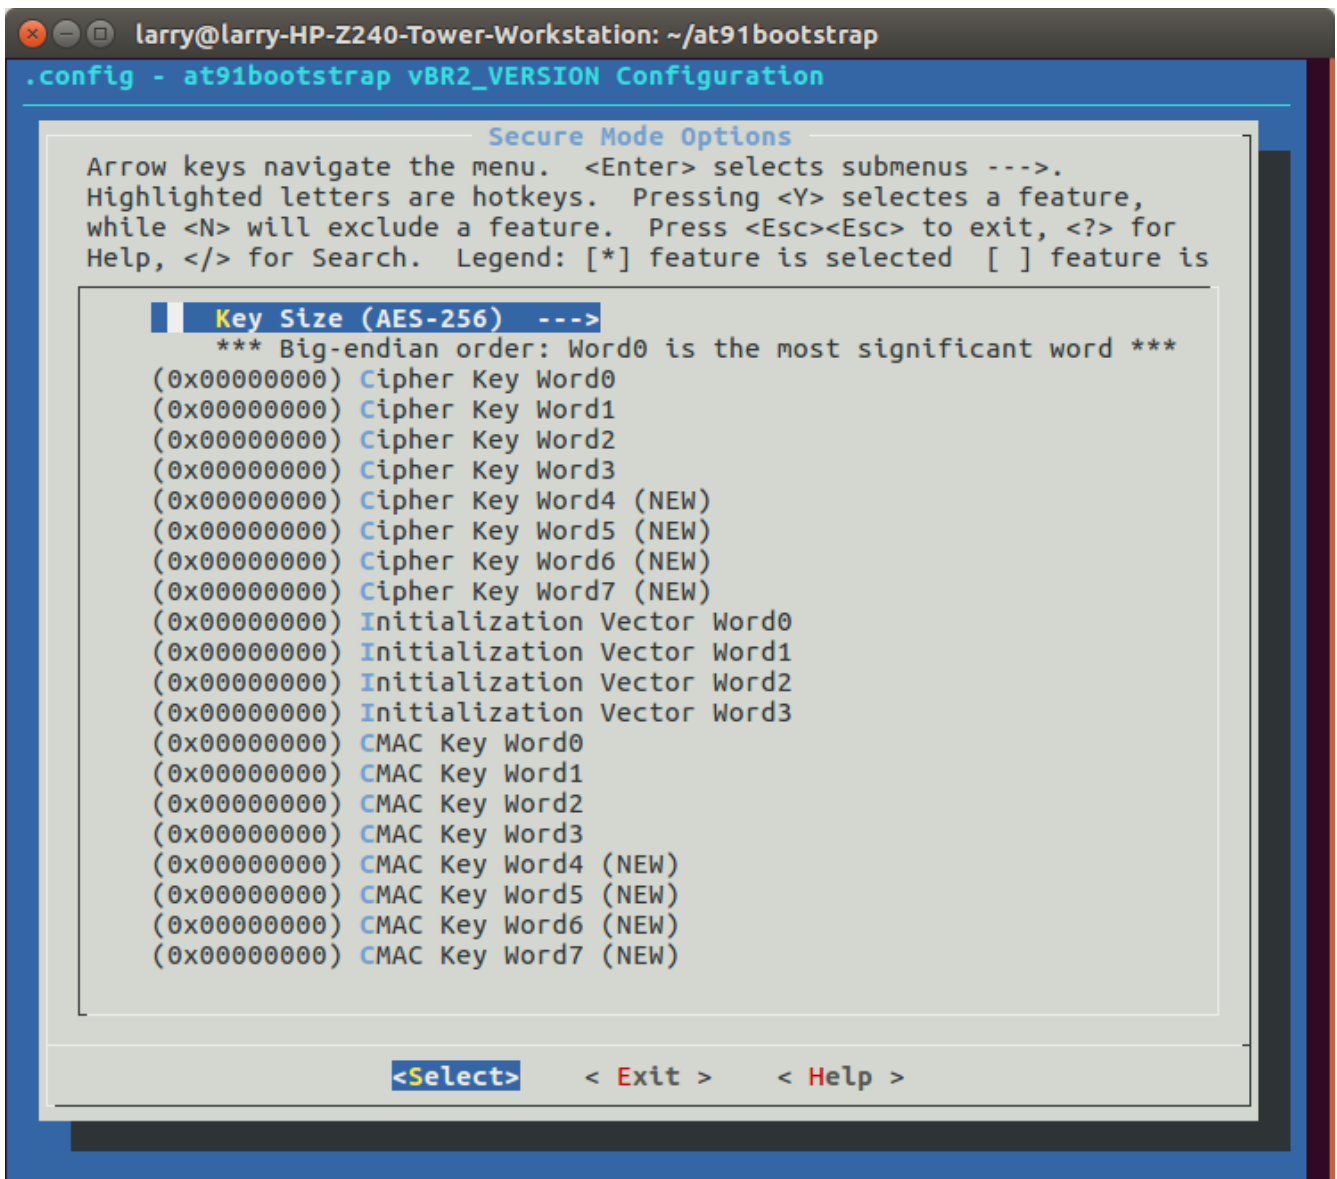 larry@larry-HP-Z240-Tower-Workstation: ~/at91bootstrap
.config - at91bootstrap vBR2_VERSION Configuration
Secure Mode Options
Arrow keys navigate the menu.  <Enter> selects submenus --->.
Highlighted letters are hotkeys.  Pressing <Y> selectes a feature,
while <N> will exclude a feature.  Press <Esc><Esc> to exit, <?> for
Help, </> for Search.  Legend: [*] feature is selected  [ ] feature is
Key Size (AES-256)  --->
*** Big-endian order: Word0 is the most significant word ***
(0x00000000) Cipher Key Word0
(0x00000000) Cipher Key Word1
(0x00000000) Cipher Key Word2
(0x00000000) Cipher Key Word3
(0x00000000) Cipher Key Word4 (NEW)
(0x00000000) Cipher Key Word5 (NEW)
(0x00000000) Cipher Key Word6 (NEW)
(0x00000000) Cipher Key Word7 (NEW)
(0x00000000) Initialization Vector Word0
(0x00000000) Initialization Vector Word1
(0x00000000) Initialization Vector Word2
(0x00000000) Initialization Vector Word3
(0x00000000) CMAC Key Word0
(0x00000000) CMAC Key Word1
(0x00000000) CMAC Key Word2
(0x00000000) CMAC Key Word3
(0x00000000) CMAC Key Word4 (NEW)
(0x00000000) CMAC Key Word5 (NEW)
(0x00000000) CMAC Key Word6 (NEW)
(0x00000000) CMAC Key Word7 (NEW)
<Select>    < Exit >    < Help >